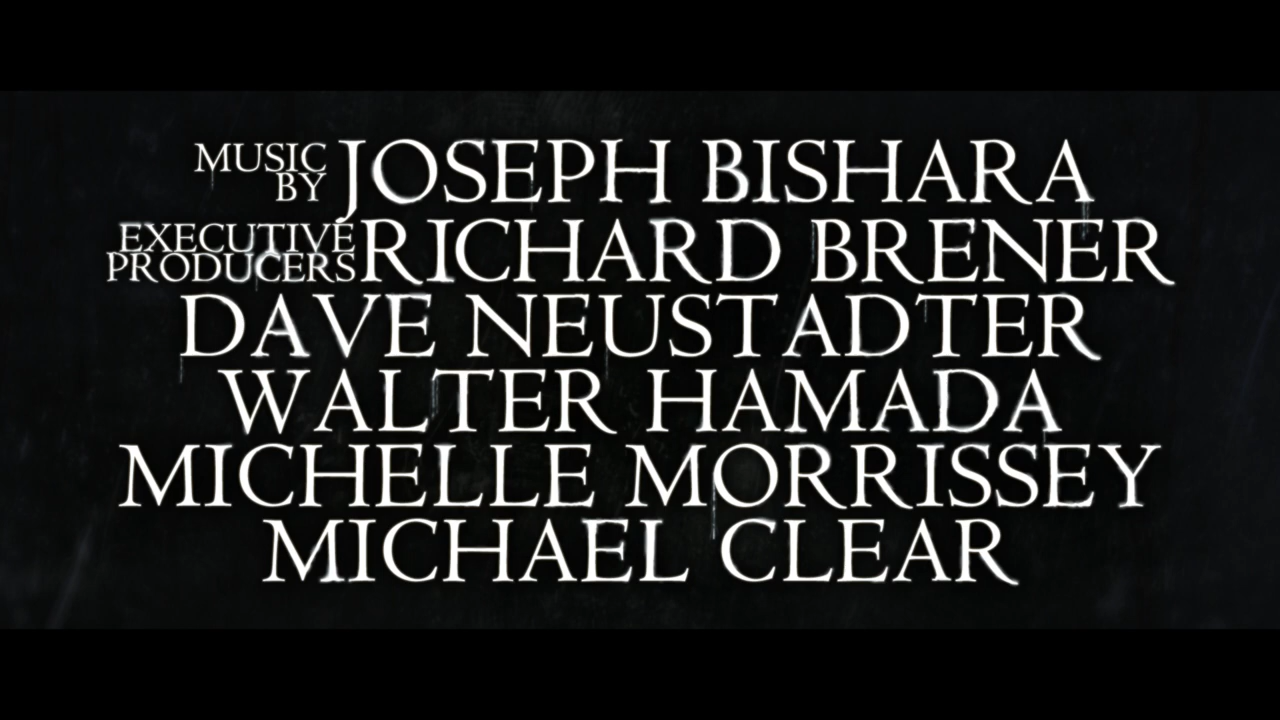 MUSIC BY JOSEPH BISHARA
EXECUTIVE PRODUCERS RICHARD BRENER
DAVE NEUSTADTER
WALTER HAMADA
MICHELLE MORRISSEY
MICHAEL CLEAR